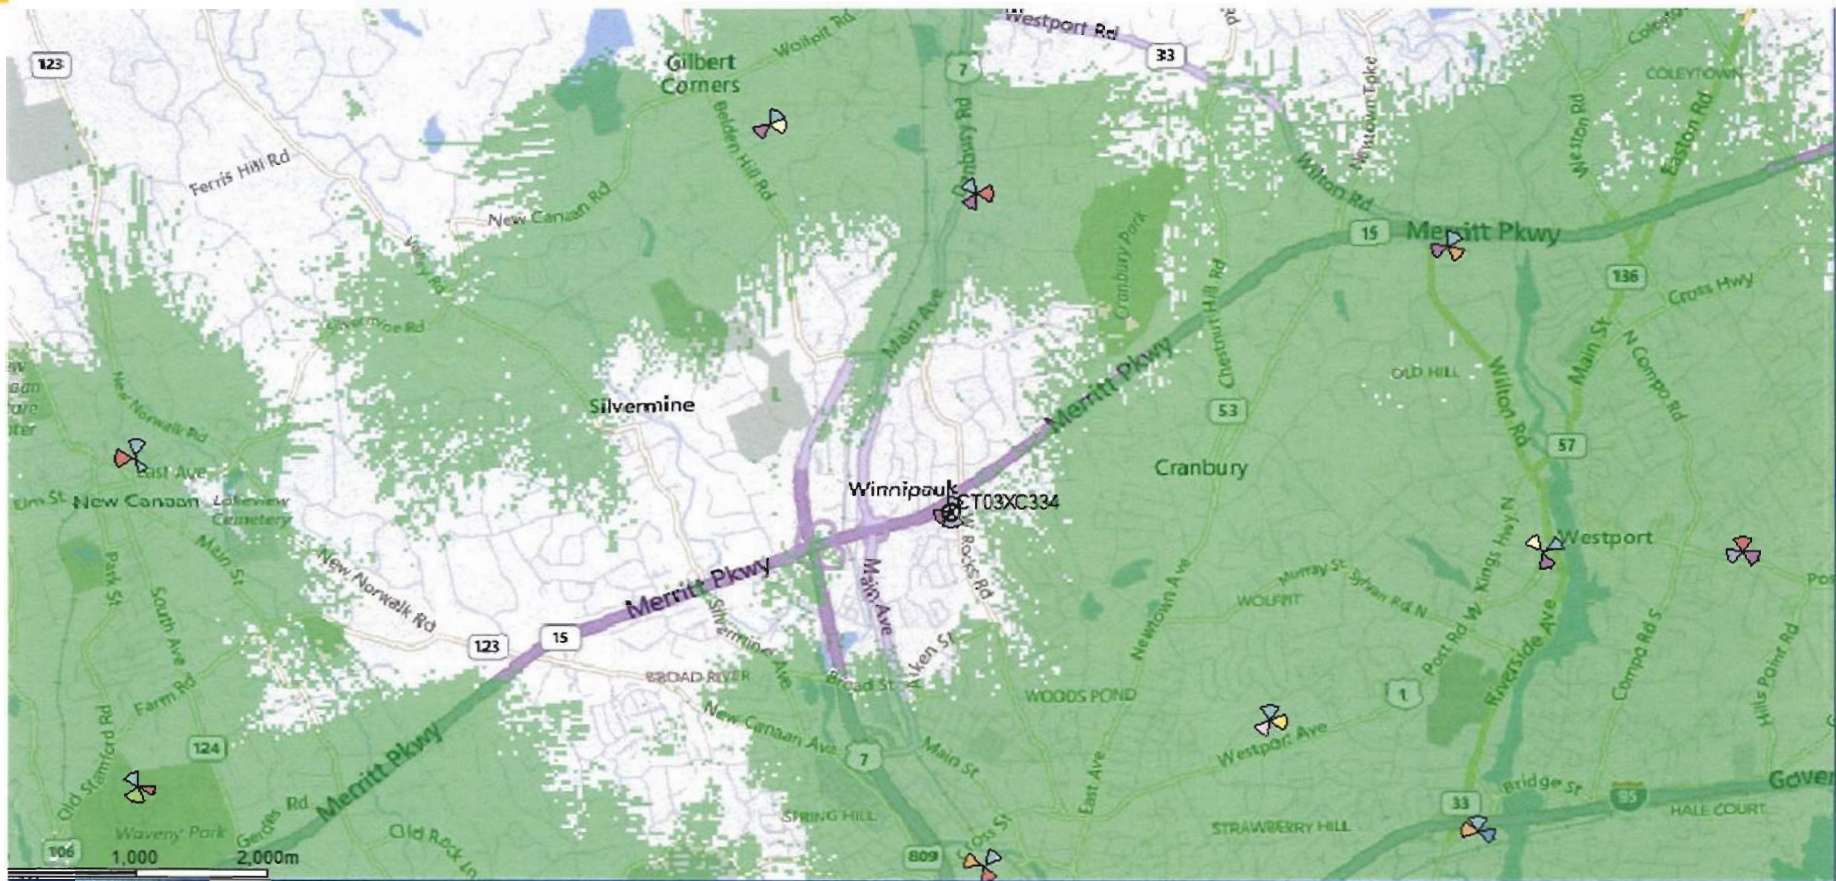 Westport Rd
123
Gilbert
Corners
Wolfpit Rd
7
33
COLEYTOWN
Ferris Hill Rd
Belden Hill Rd
Danbury Rd
Newtown Tpke
Weston Rd
Easton Rd
New Canaan Rd
Wilton Rd
Cranbury Park
15
Merritt Pkwy
136
Cross Hwy
Silvermine Rd
Main Ave
Chestnut Hill Rd
Main St
N Compo Rd
Merritt Pkwy
OLD HILL
Wilton Rd
Silvermine
53
New Norwalk Rd
57
East Ave
Cranbury
Elm St
New Canaan
Lakeview
Cemetery
Winnipauk
CT03XC334
W Rocks Rd
Kings Hwy N
Westport
Main St
Park St
New Norwalk Rd
Merritt Pkwy
Main Ave
Murray St
Sylvan Rd N
WOLFPIT
Newtown Ave
South Ave
Silvermine Ave
Riverside Ave
Post Rd W
Compo Rd S
Hills Point Rd
123
15
Aiken St
BROAD RIVER
Broad St
WOODS POND
1
Farm Rd
New Canaan Ave
124
Merritt Pkwy
7
Main St
Westport Ave
Old Stamford Rd
East Ave
Bridge St
95
Gover
HALE COURT
33
Gerdes Rd
Waveny Park
Old Rock Ln
SPRING HILL
Cross St
STRAWBERRY HILL
106
1,000
2,000m
809